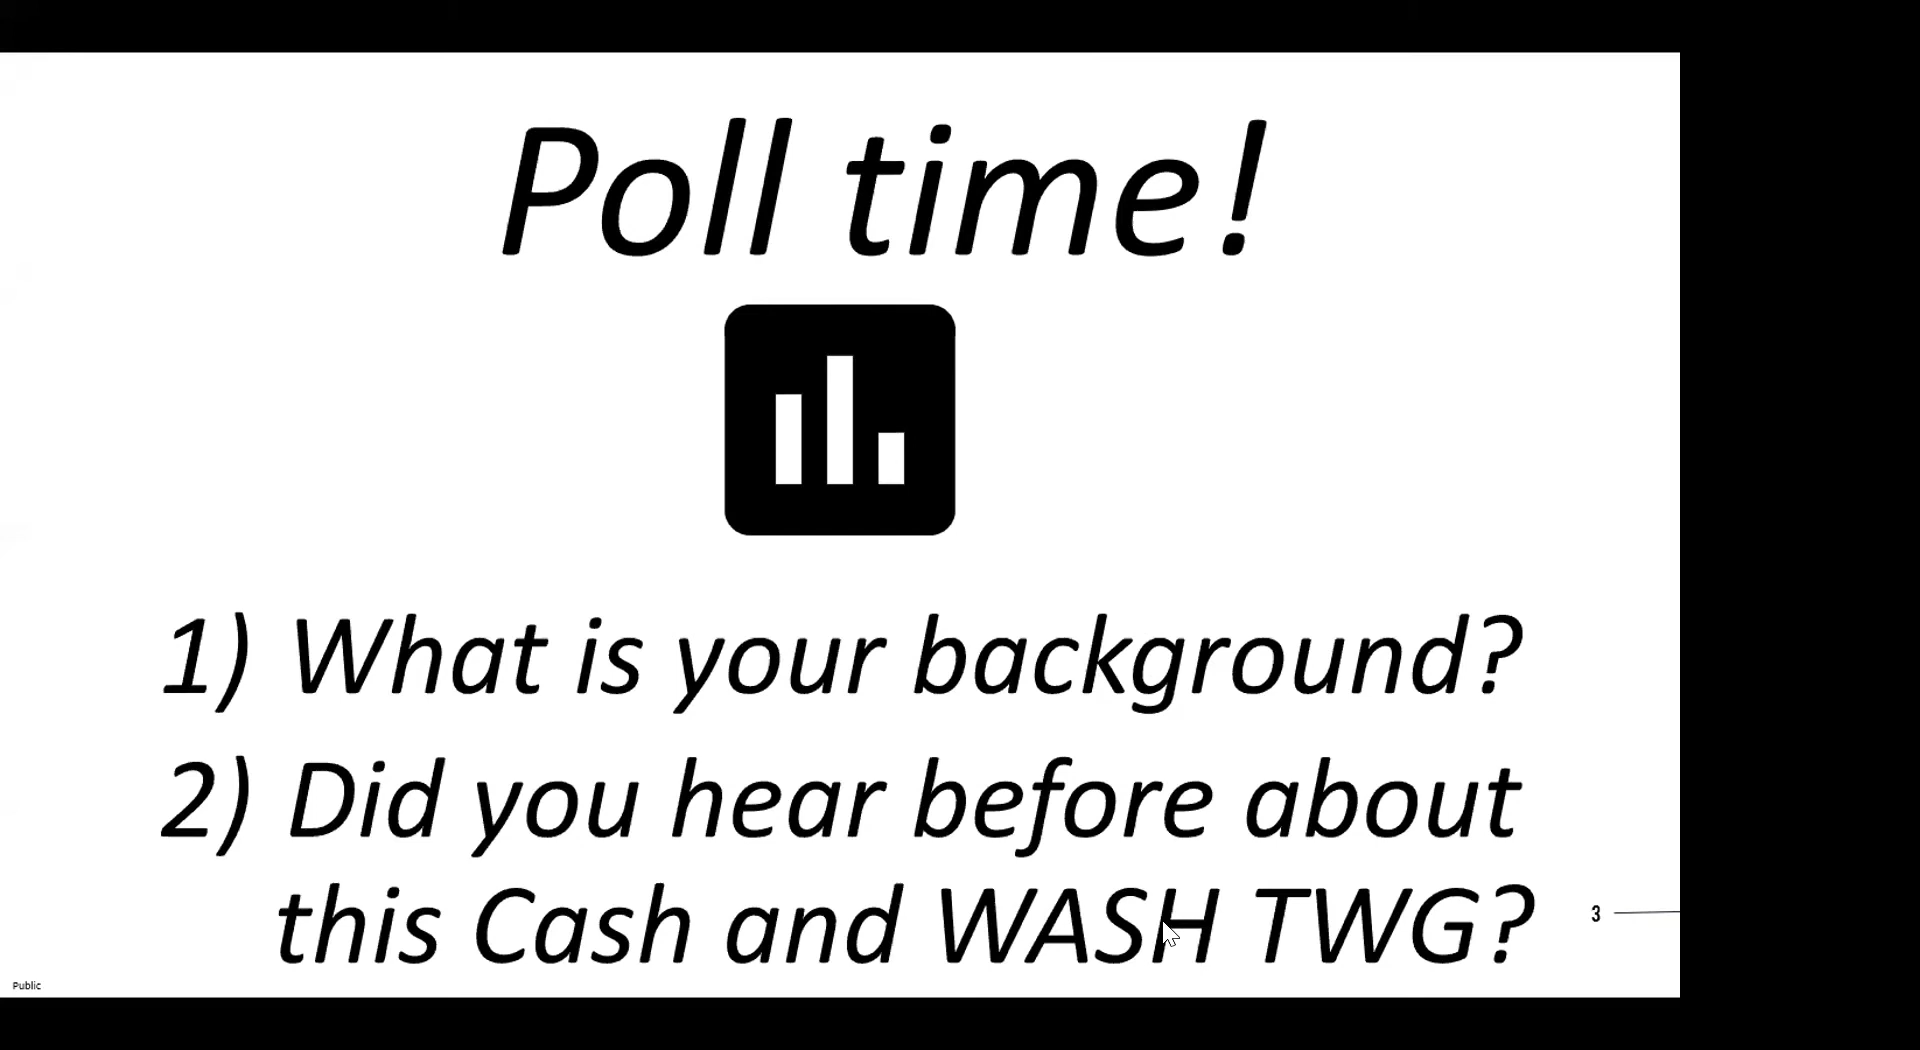 Poll time!
1) What is your background?
2) Did you hear before about
this Cash and WASH TWG?
3
Public